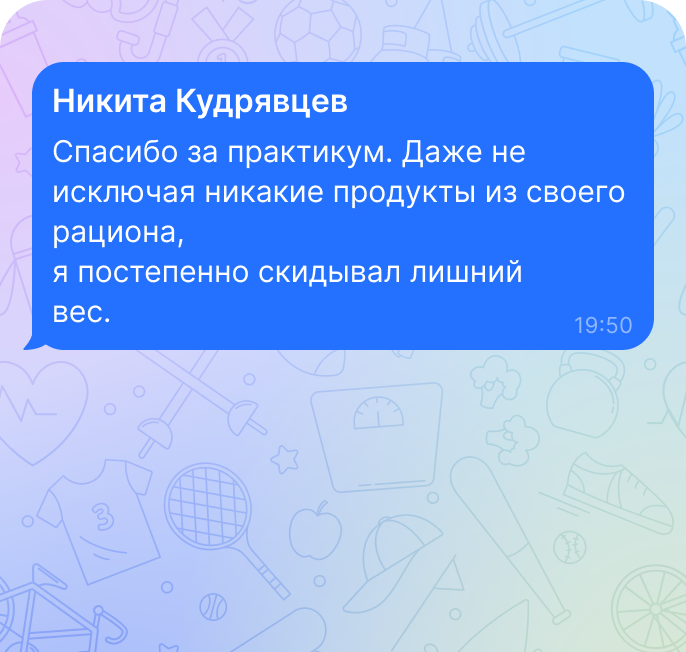 Никита Кудрявцев
Спасибо за практикум. Даже не
исключая никакие продукты из своего
рациона,
я постепенно скидывал лишний
вес.
19:50
3